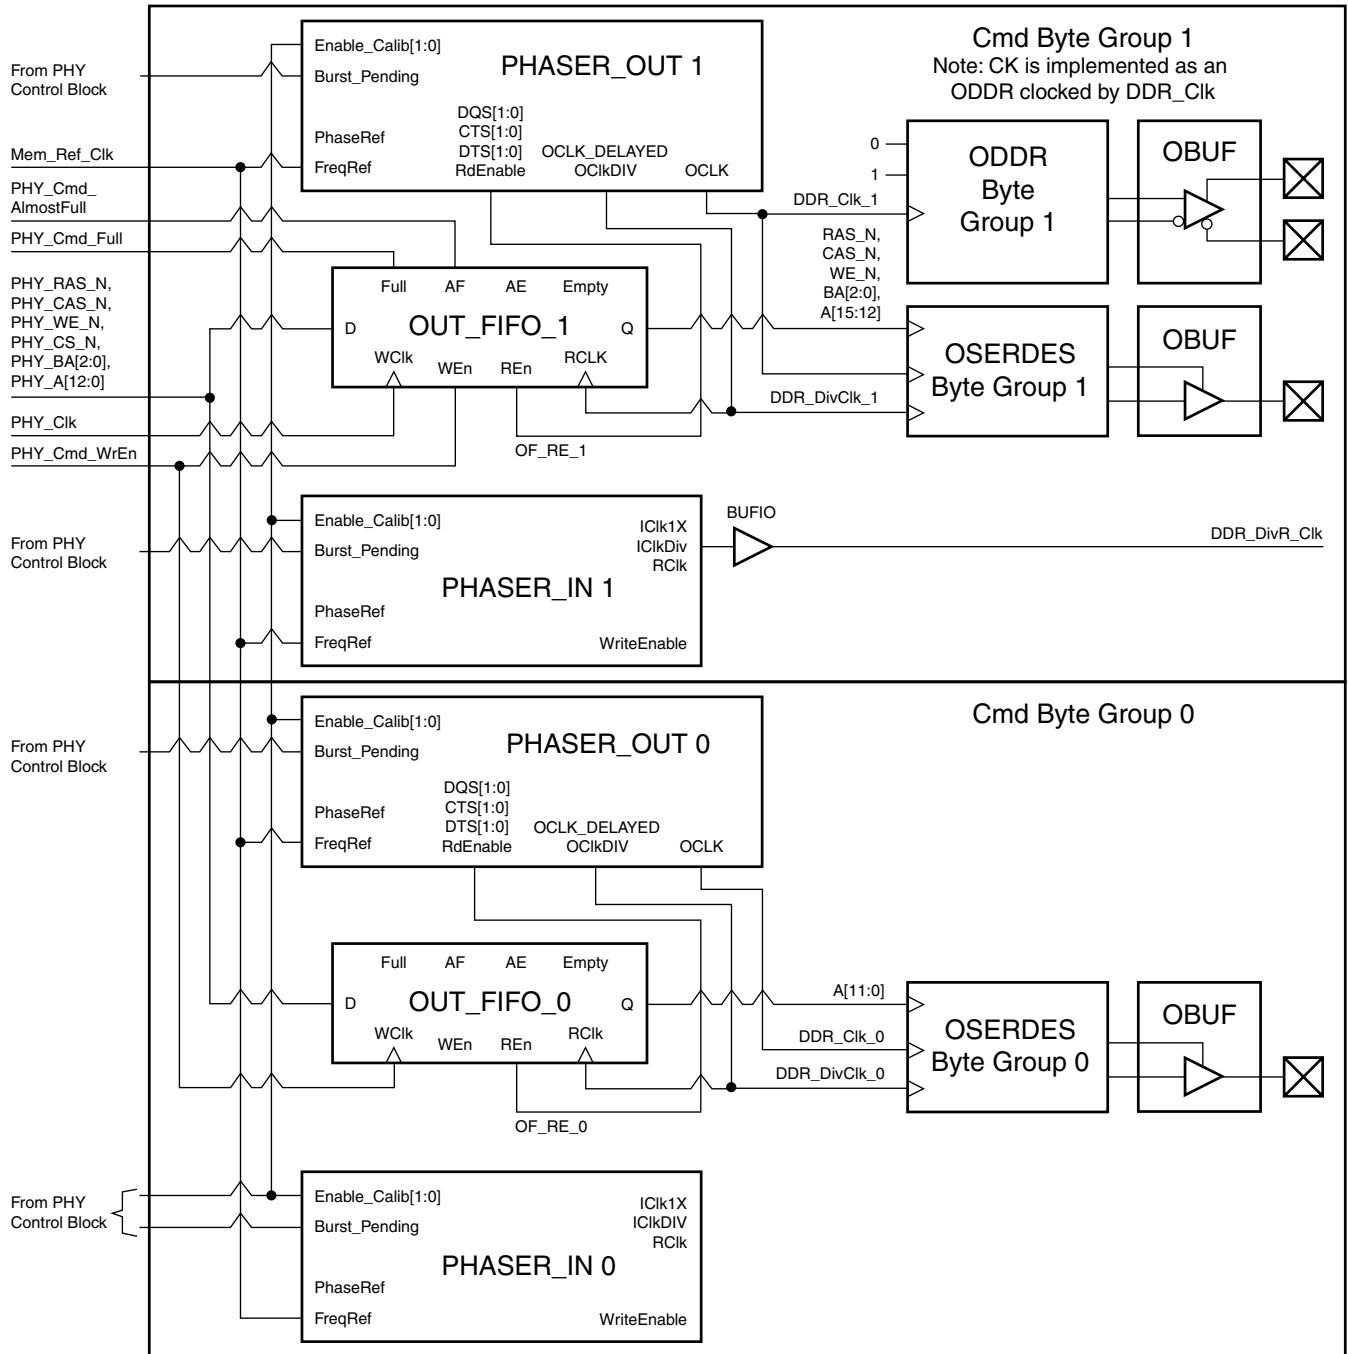 Cmd Byte Group 1
Note: CK is implemented as an
ODDR clocked by DDR_Clk
From PHY
Control Block
Mem_Ref_Clk
PHY_Cmd_
AlmostFull
PHY_Cmd_Full
PHY_RAS_N,
PHY_CAS_N,
PHY_WE_N,
PHY_CS_N,
PHY_BA[2:0],
PHY_A[12:0]
PHY_Clk
PHY_Cmd_WrEn
Enable_Calib[1:0]
Burst_Pending
PHASER_OUT 1
PhaseRef
FreqRef
DQS[1:0]
CTS[1:0]
DTS[1:0]
RdEnable
OCLK_DELAYED
OClkDIV
OCLK
0
1
ODDR
Byte
Group 1
OBUF
DDR_Clk_1
RAS_N,
CAS_N,
WE_N,
BA[2:0],
A[15:12]
Full
AF
AE
Empty
D
OUT_FIFO_1
Q
WClk
WEn
REn
RCLK
OF_RE_1
DDR_DivClk_1
OSERDES
Byte Group 1
OBUF
From PHY
Control Block
Enable_Calib[1:0]
Burst_Pending
IClk1X
IClkDiv
RClk
PHASER_IN 1
PhaseRef
FreqRef
WriteEnable
BUFIO
DDR_DivR_Clk
Cmd Byte Group 0
From PHY
Control Block
Enable_Calib[1:0]
Burst_Pending
PHASER_OUT 0
PhaseRef
FreqRef
DQS[1:0]
CTS[1:0]
DTS[1:0]
RdEnable
OCLK_DELAYED
OClkDIV
OCLK
Full
AF
AE
Empty
D
OUT_FIFO_0
Q
WClk
WEn
REn
RClk
OF_RE_0
A[11:0]
DDR_Clk_0
DDR_DivClk_0
OSERDES
Byte Group 0
OBUF
From PHY
Control Block
Enable_Calib[1:0]
Burst_Pending
IClk1X
IClkDIV
RClk
PHASER_IN 0
PhaseRef
FreqRef
WriteEnable